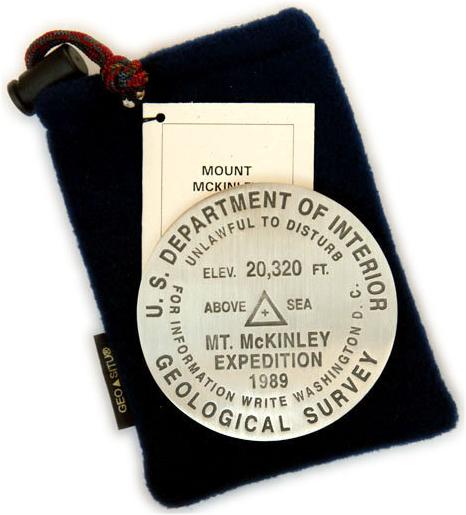 MOUNT
U. S. DEPARTMENT OF INTERIOR
UNLAWFUL TO DISTURB
ELEV. 20,320 FT.
ABOVE SEA
MT. McKINLEY
EXPEDITION
1989
FOR INFORMATION WRITE WASHINGTON D. C.
GEOLOGICAL SURVEY
GEO▲SITU®